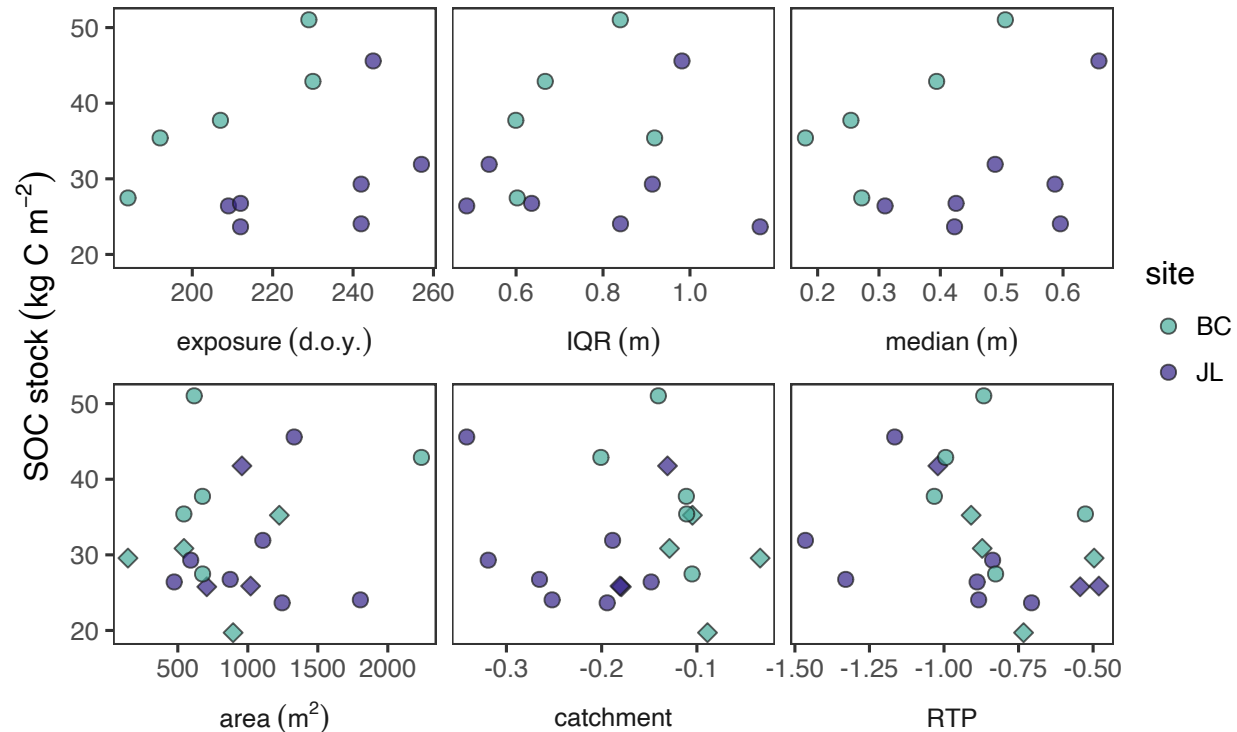 SOC stock (kg C m−2)
50
40
30
20
200 220 240 260
0.6 0.8 1.0
0.2 0.3 0.4 0.5 0.6
exposure (d.o.y.)
IQR (m)
median (m)
site
BC
JL
50
40
30
20
500 1000 1500 2000
-0.3 -0.2 -0.1
-1.50 -1.25 -1.00 -0.75 -0.50
area (m2)
catchment
RTP